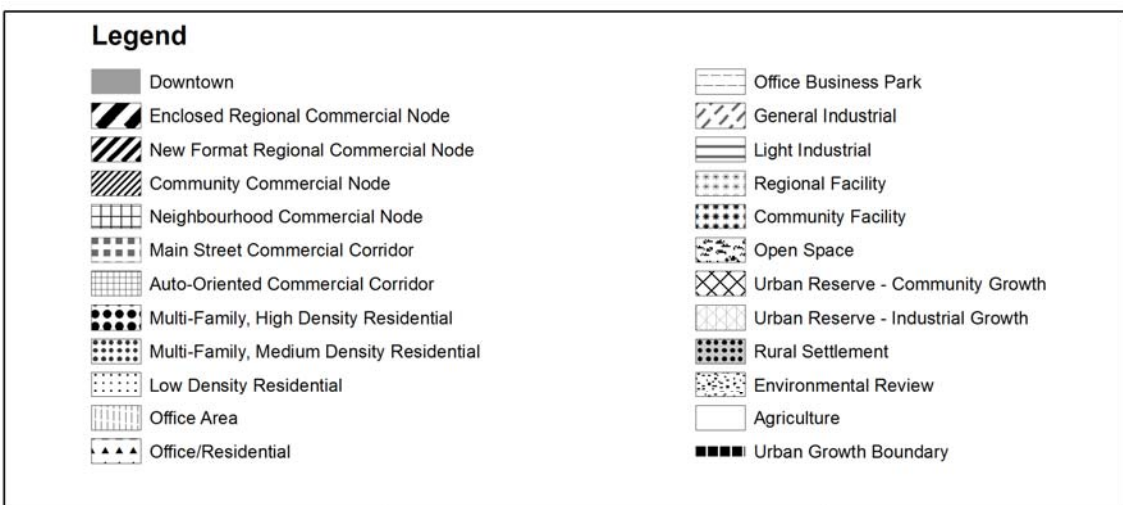 Legend
Downtown
Enclosed Regional Commercial Node
New Format Regional Commercial Node
Community Commercial Node
Neighbourhood Commercial Node
Main Street Commercial Corridor
Auto-Oriented Commercial Corridor
Multi-Family, High Density Residential
Multi-Family, Medium Density Residential
Low Density Residential
Office Area
Office/Residential
Office Business Park
General Industrial
Light Industrial
Regional Facility
Community Facility
Open Space
Urban Reserve - Community Growth
Urban Reserve - Industrial Growth
Rural Settlement
Environmental Review
Agriculture
Urban Growth Boundary